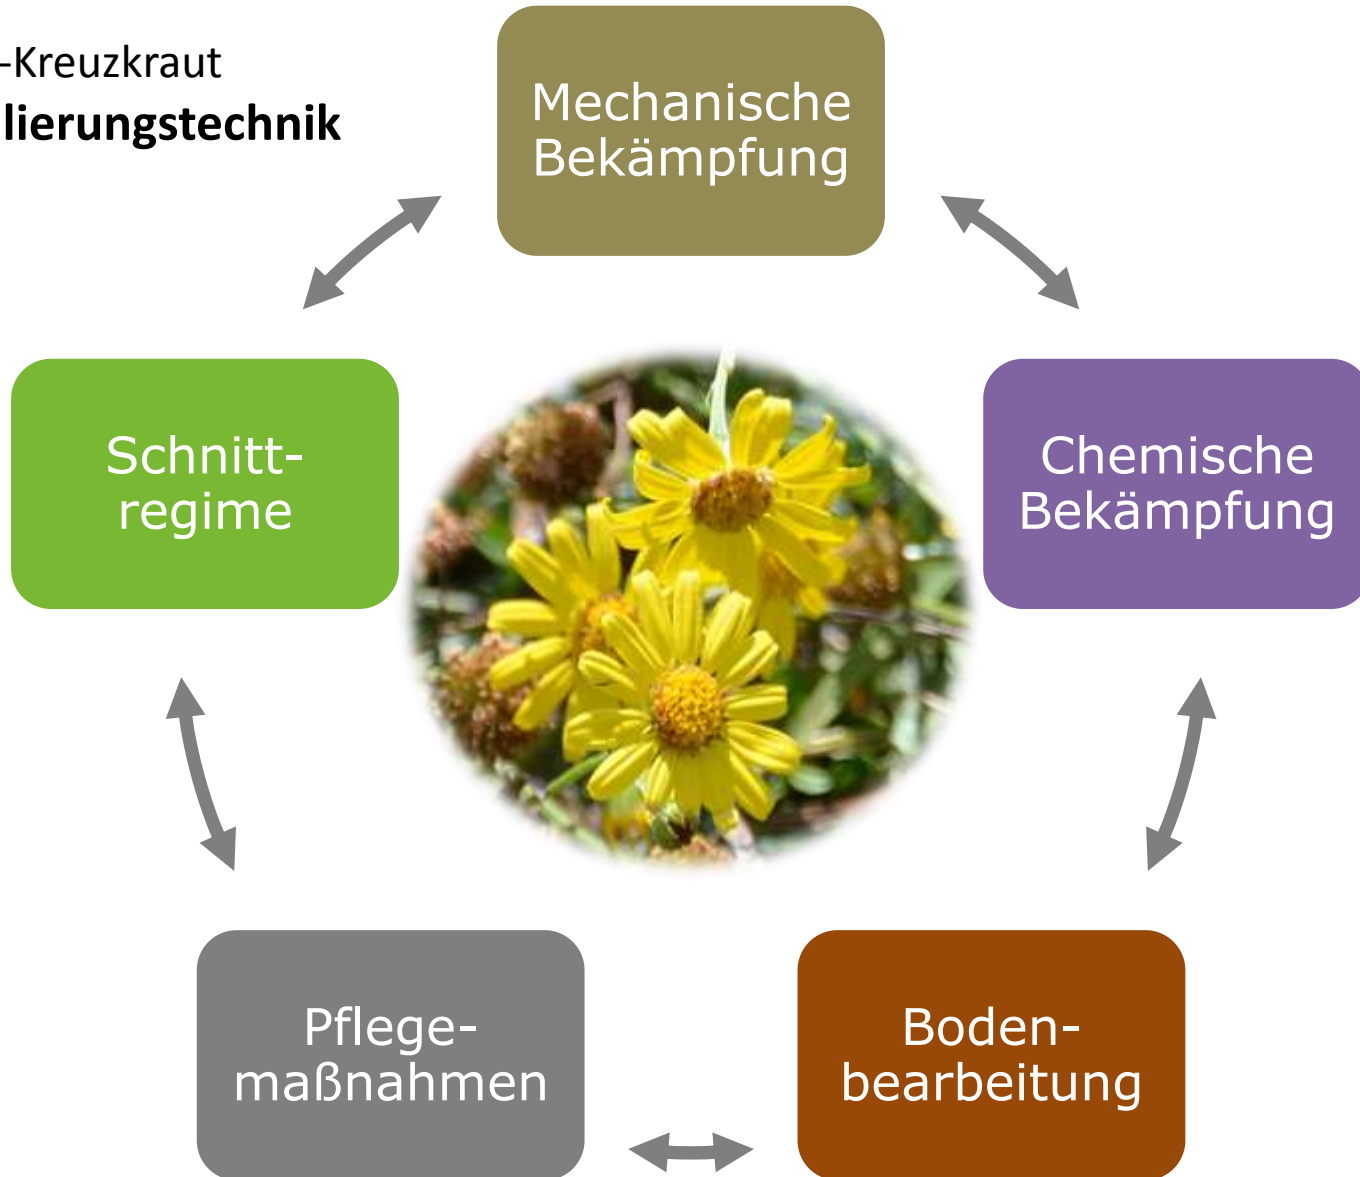 -Kreuzkraut
lierungstechnik
Mechanische
Bekämpfung
Schnitt-
regime
Chemische
Bekämpfung
Pflege-
maßnahmen
Boden-
bearbeitung